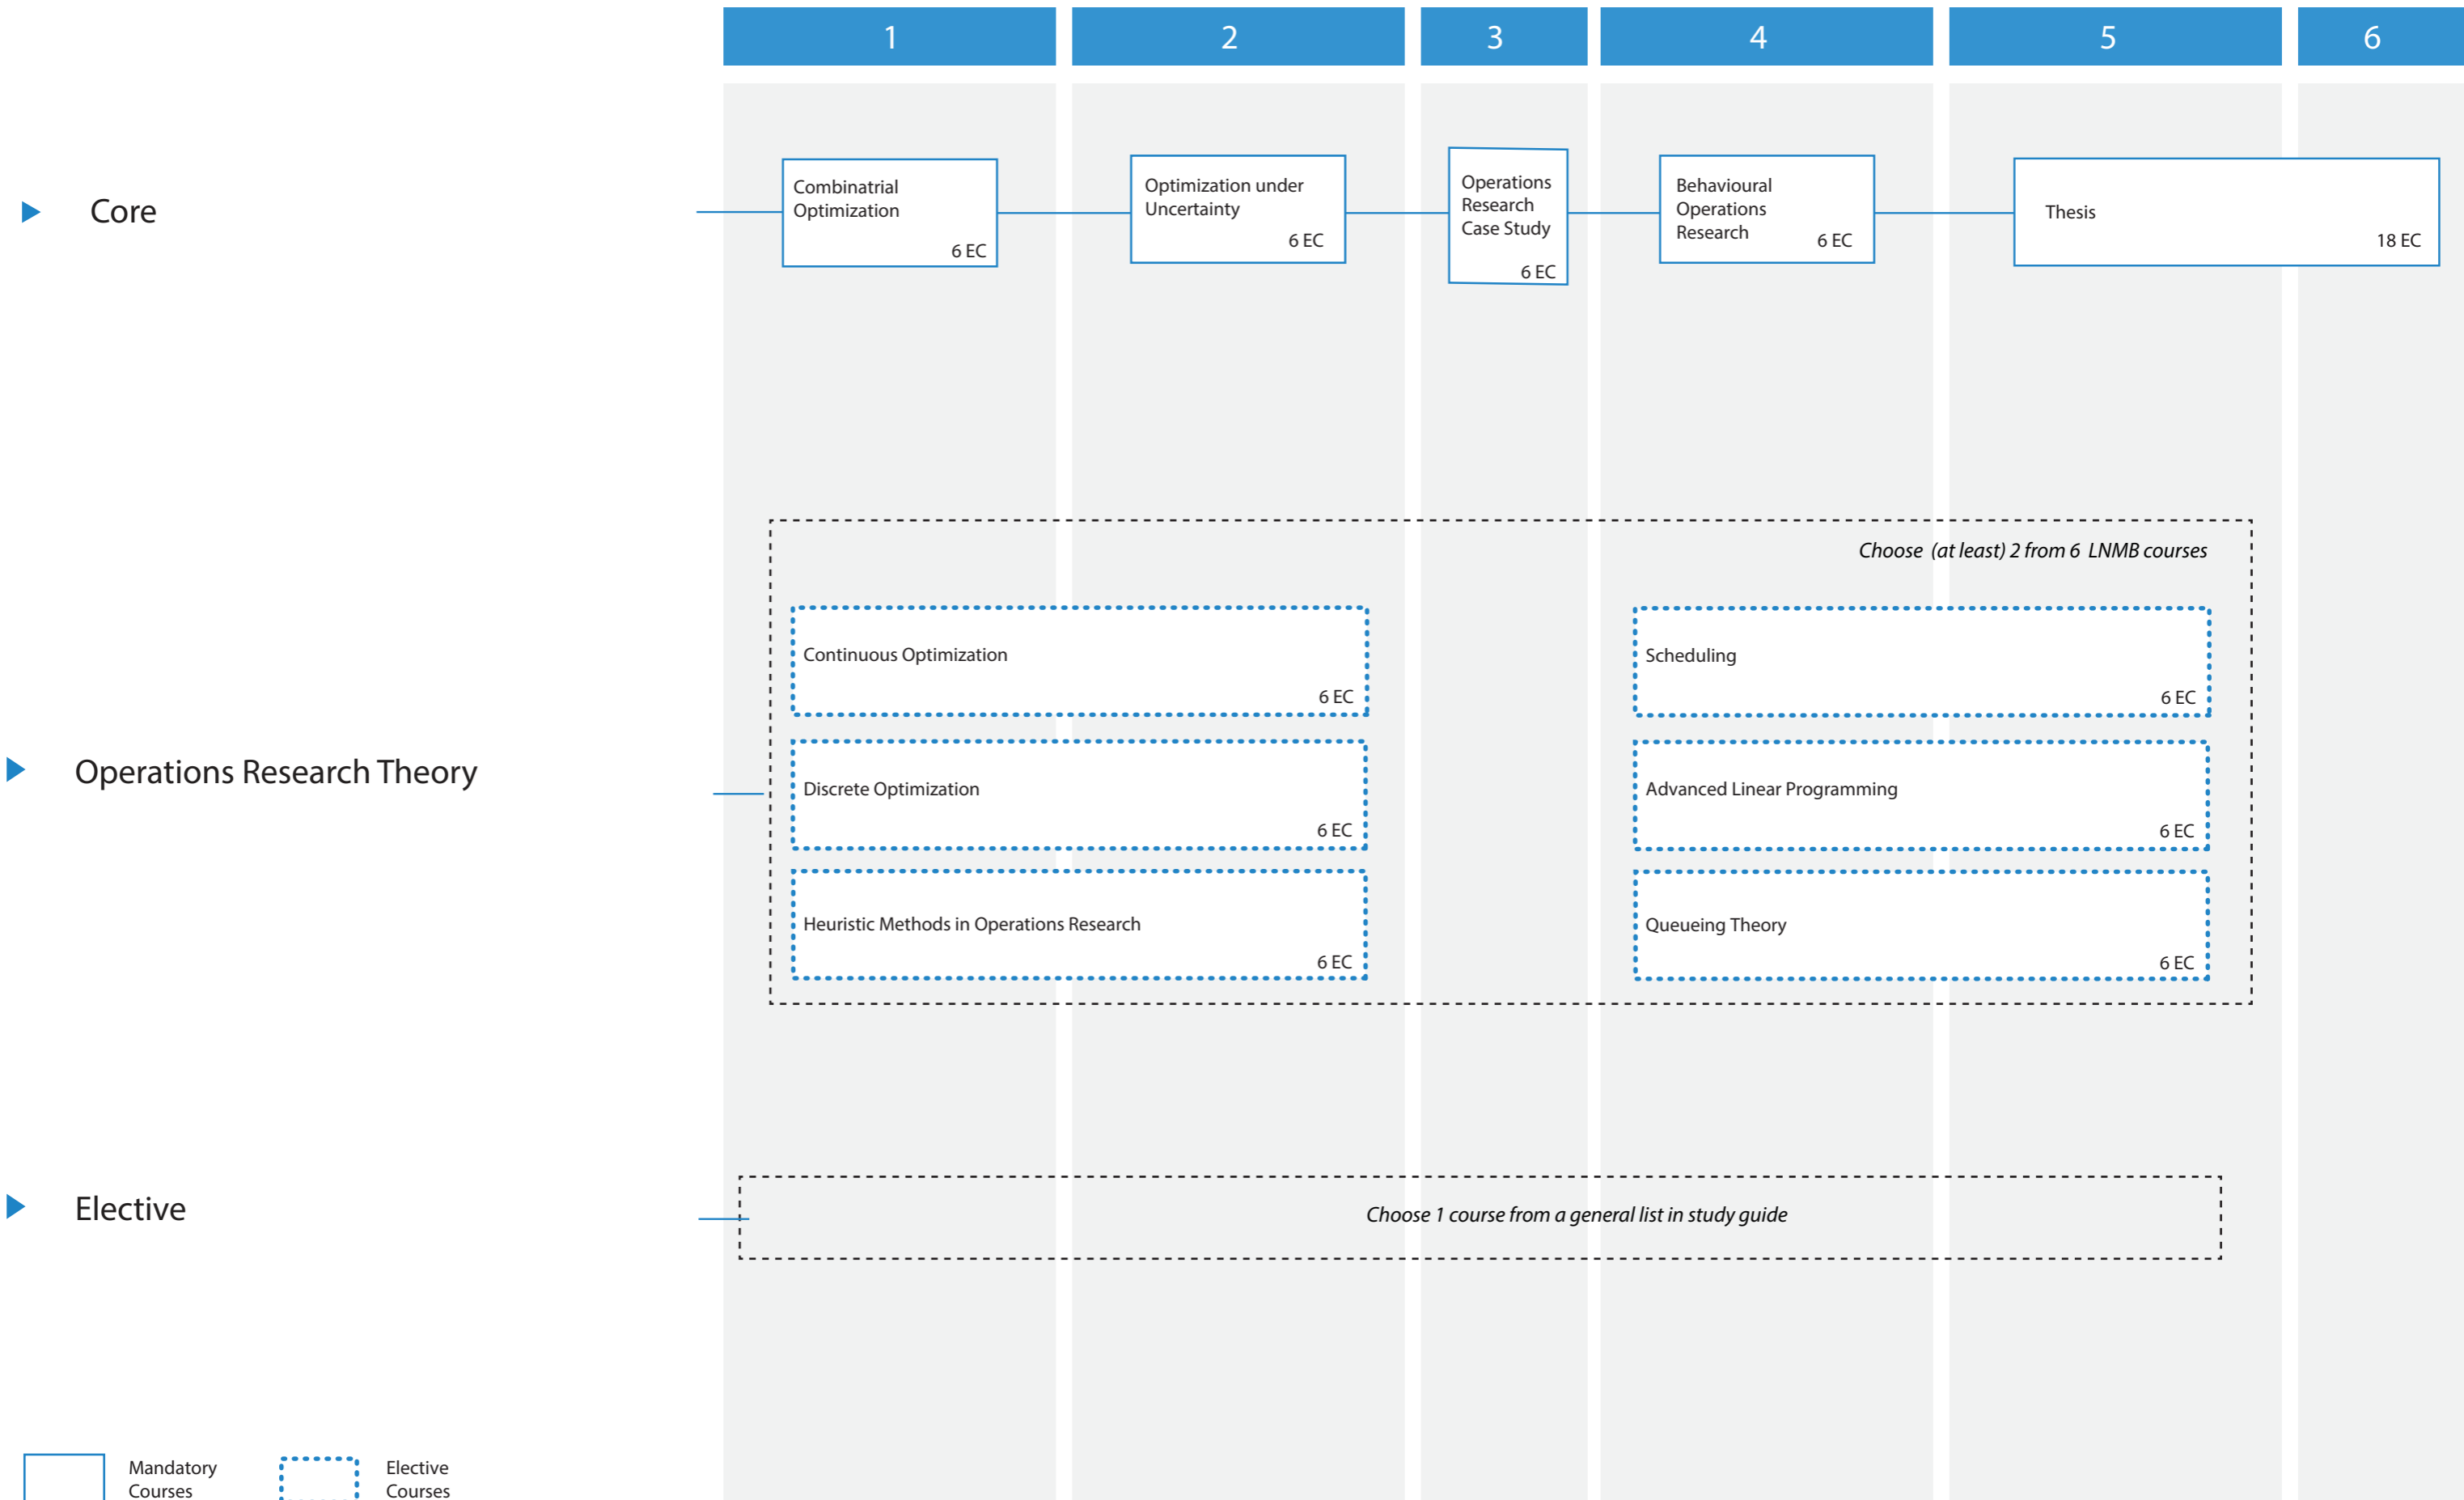 1 2 3 4 5 6
Core
Combinatrial
Optimization
6 EC
Optimization under
Uncertainty
6 EC
Operations
Research
Case Study
6 EC
Behavioural
Operations
Research
6 EC
Thesis
18 EC
Operations Research Theory
Choose (at least) 2 from 6 LNMB courses
Continuous Optimization
6 EC
Scheduling
6 EC
Discrete Optimization
6 EC
Advanced Linear Programming
6 EC
Heuristic Methods in Operations Research
6 EC
Queueing Theory
6 EC
Elective
Choose 1 course from a general list in study guide
Mandatory
Courses
Elective
Courses